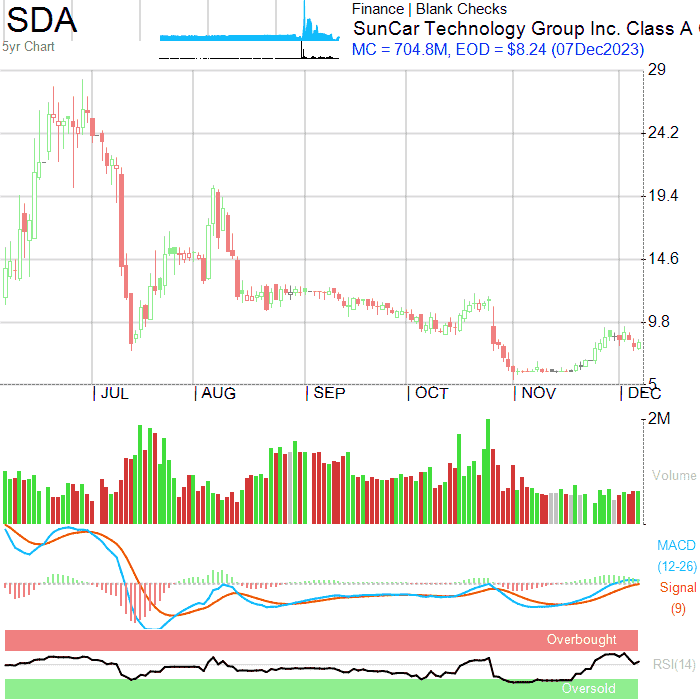 SDA
Finance | Blank Checks
5yr Chart
SunCar Technology Group Inc. Class A
MC = 704.8M, EOD = $8.24 (07Dec2023)
29
24.2
19.4
14.6
9.8
5
JUL AUG SEP OCT NOV DEC
2M
Volume
MACD
(12-26)
Signal
(9)
Overbought
RSI(14)
Oversold